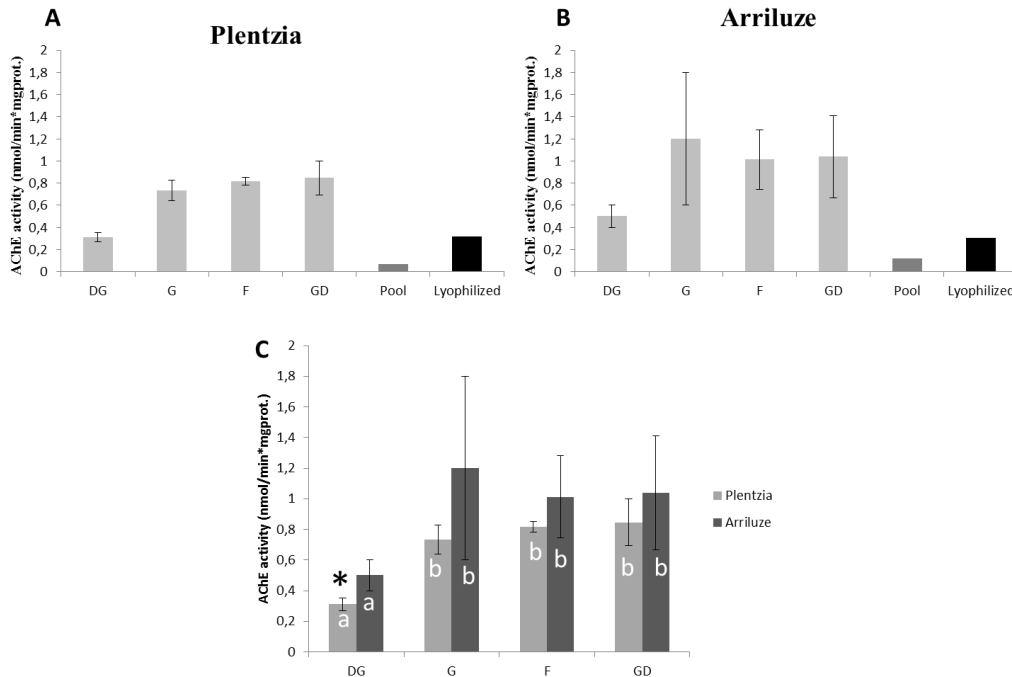 A
Plentzia
AChE activity (nmol/min*mgprot.)
2
1,8
1,6
1,4
1,2
1
0,8
0,6
0,4
0,2
0
DG G F GD Pool Lyophilized
B
Arriluze
AChE activity (nmol/min*mgprot.)
2
1,8
1,6
1,4
1,2
1
0,8
0,6
0,4
0,2
0
DG G F GD Pool Lyophilized
C
AChE activity (nmol/min*mgprot.)
2
1,8
1,6
1,4
1,2
1
0,8
0,6
0,4
0,2
0
*
a a b b b b b b
DG G F GD
Plentzia
Arriluze